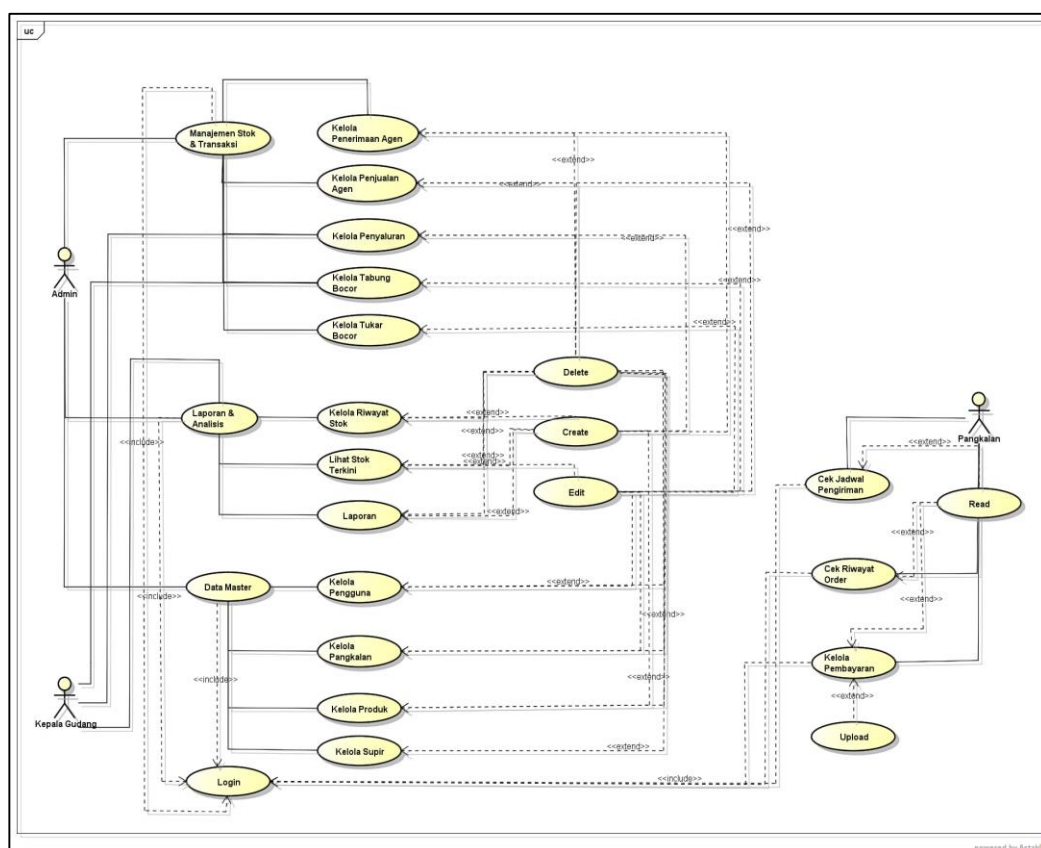 uc
Manajemen Stok
& Transaksi
Kelola
Penerimaan Agen
<<extend>>
Kelola Penjualan
Agen
<<extend>>
<<extend>>
Kelola Penyaluran
<<extend>>
Admin
Kelola Tabung
Bocor
<<extend>>
Kelola Tukar
Bocor
<<extend>>
Delete
Pangkalan
Laporan &
Analisis
Kelola Riwayat
Stok
<<extend>>
<<extend>>
Create
<<extend>>
<<include>>
Lihat Stok
Terkini
<<extend>>
<<extend>>
Edit
Cek Jadwal
Pengiriman
Read
Laporan
<<extend>>
<<include>>
Data Master
Kelola
Pengguna
<<extend>>
Cek Riwayat
Order
<<extend>>
Kelola
Pangkalan
<<extend>>
Kelola
Pembayaran
<<include>>
<<extend>>
Kepala Gudang
Kelola Produk
<<extend>>
Upload
Kelola Supir
<<extend>>
Login
<<include>>